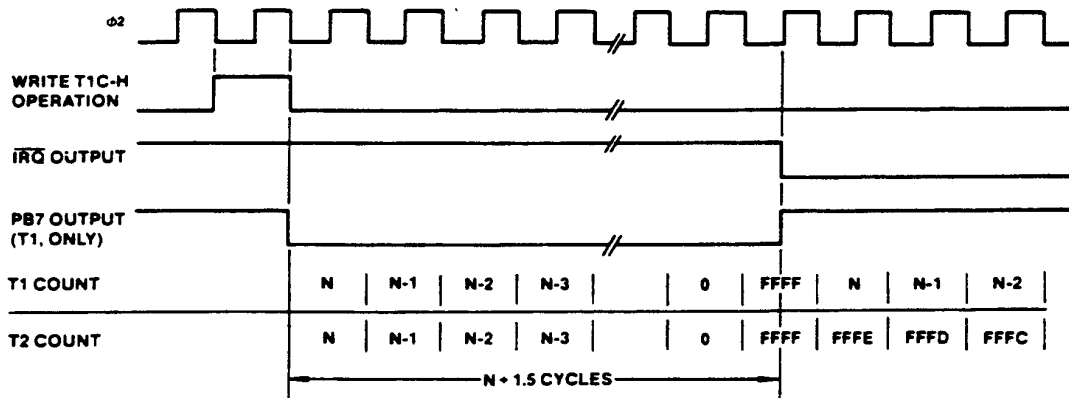 φ2
WRITE T1C-H
OPERATION
IRQ OUTPUT
PB7 OUTPUT
(T1, ONLY)
T1 COUNT N N-1 N-2 N-3 0 FFFF N N-1 N-2
T2 COUNT N N-1 N-2 N-3 0 FFFF FFFE FFFD FFFC
N + 1.5 CYCLES